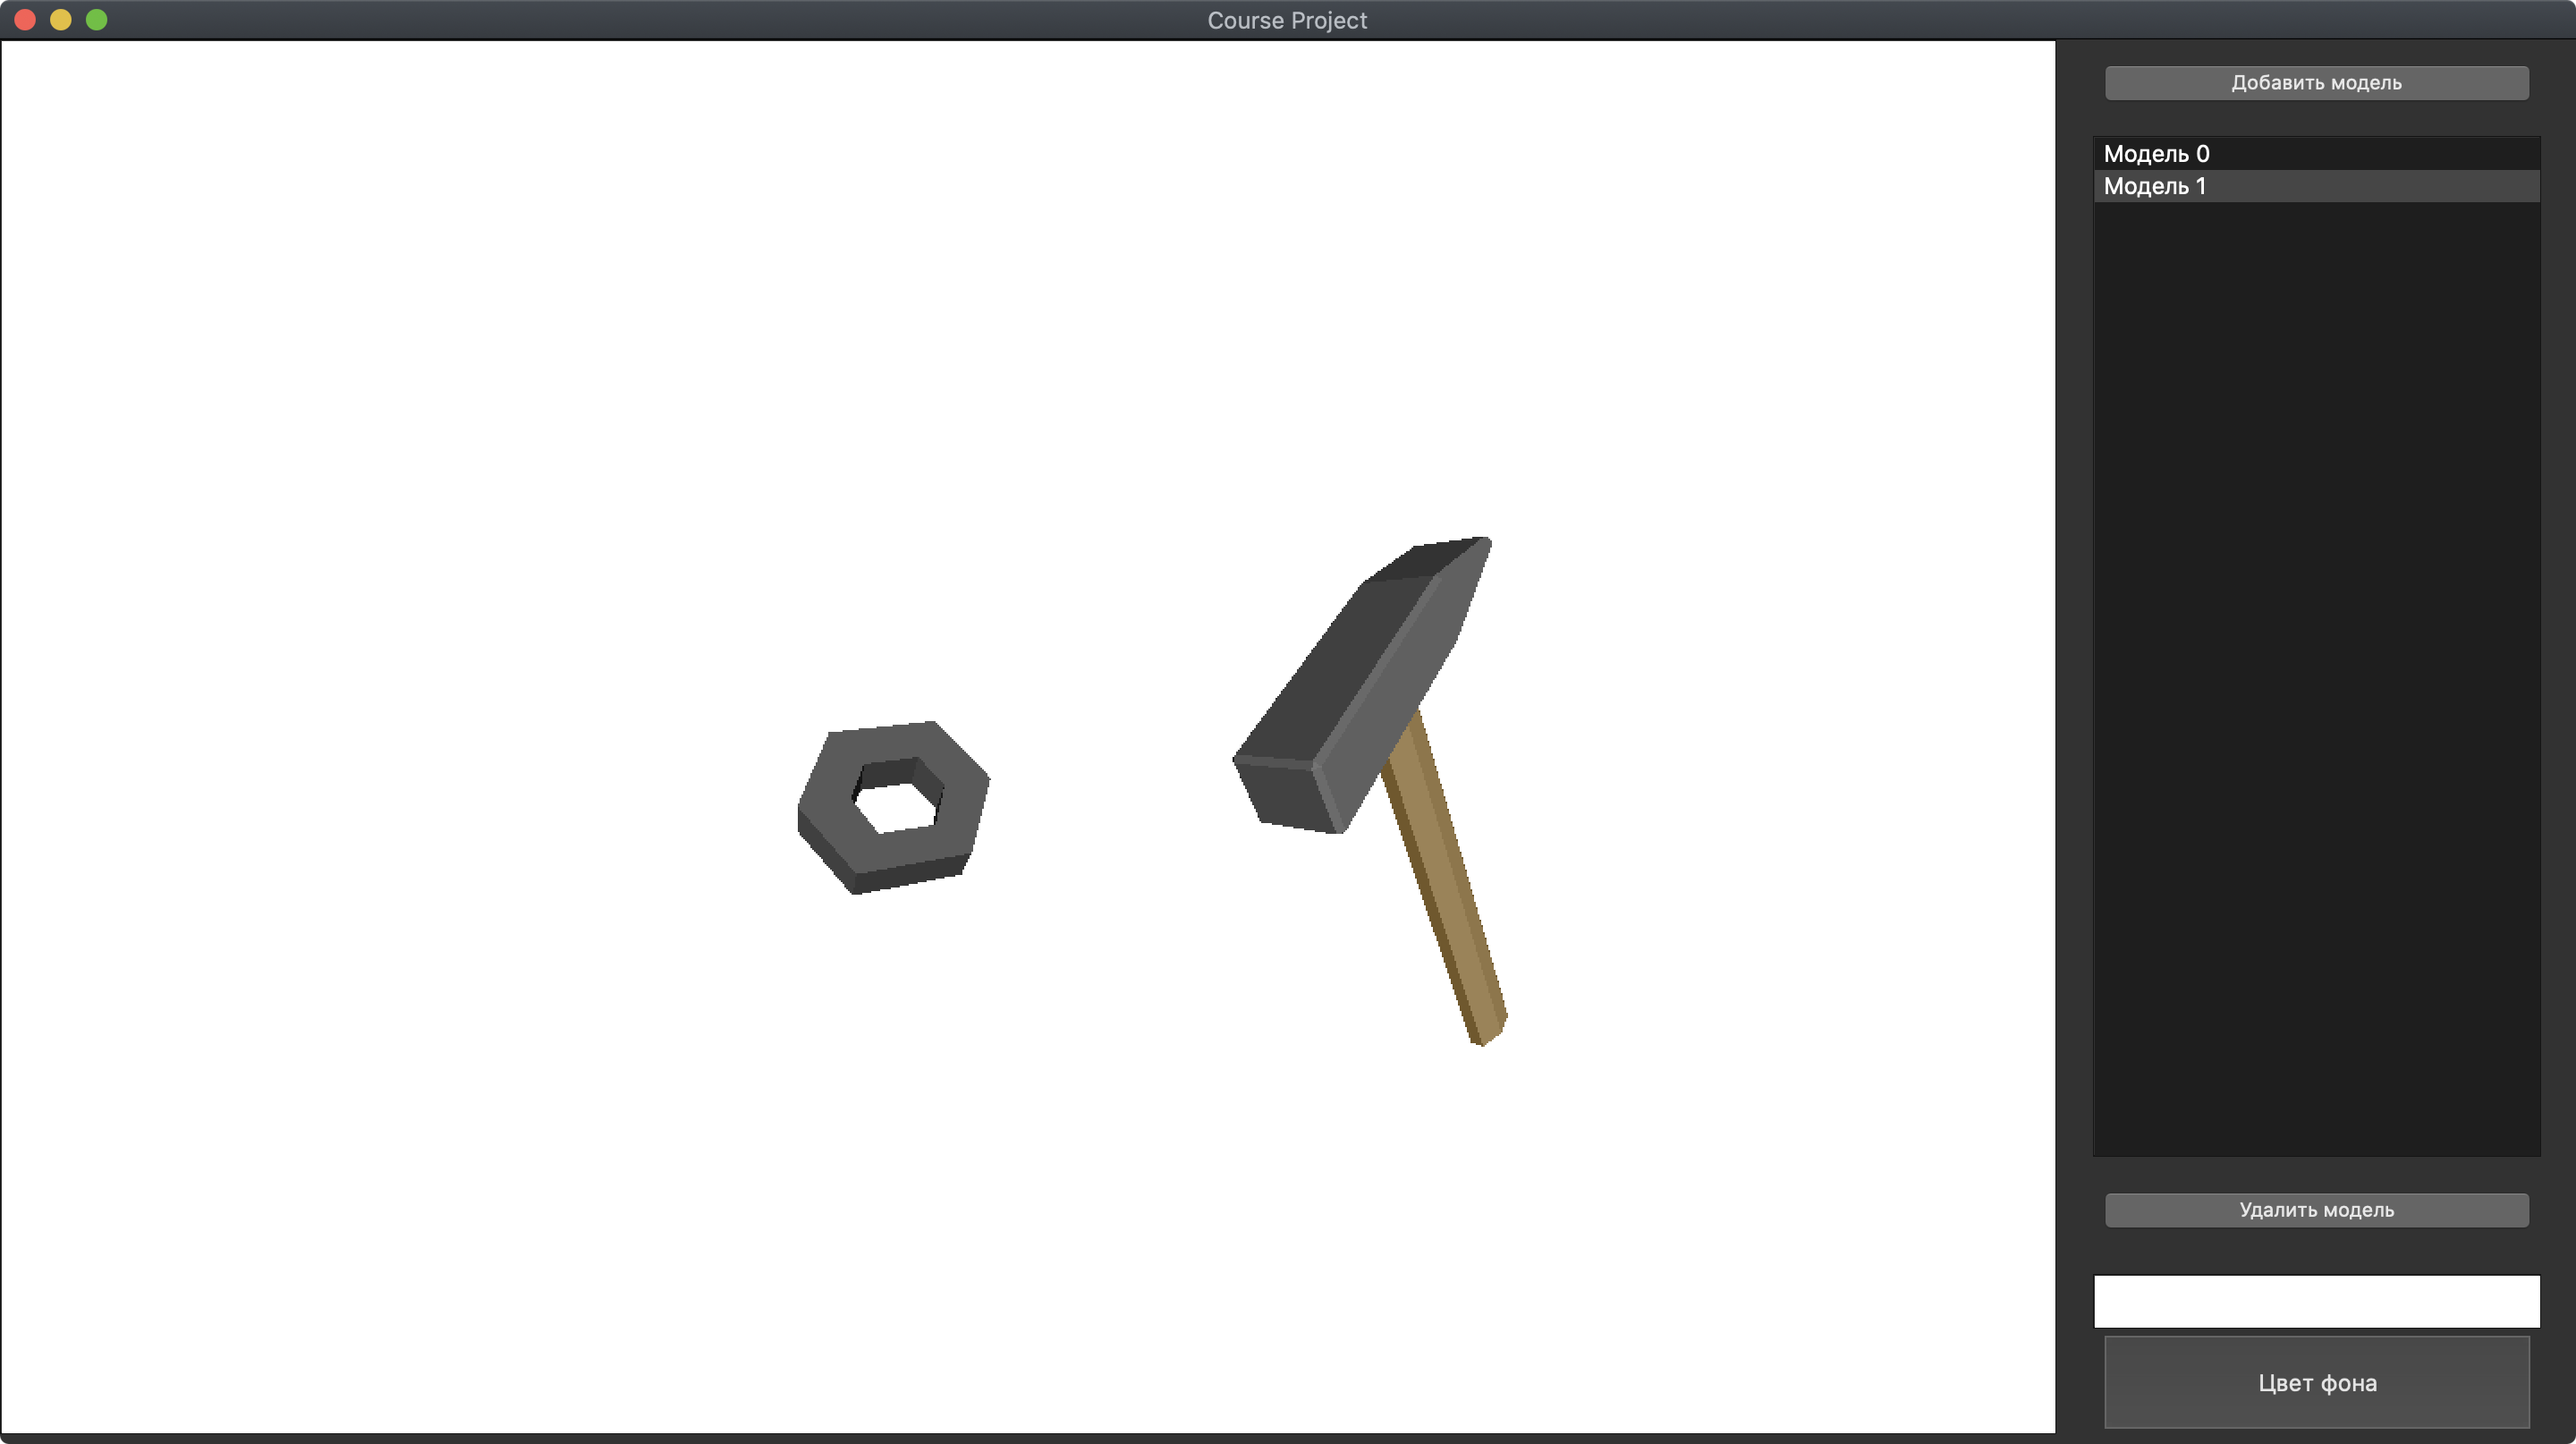 Course Project
Добавить модель
Модель 0
Модель 1
Удалить модель
Цвет фона